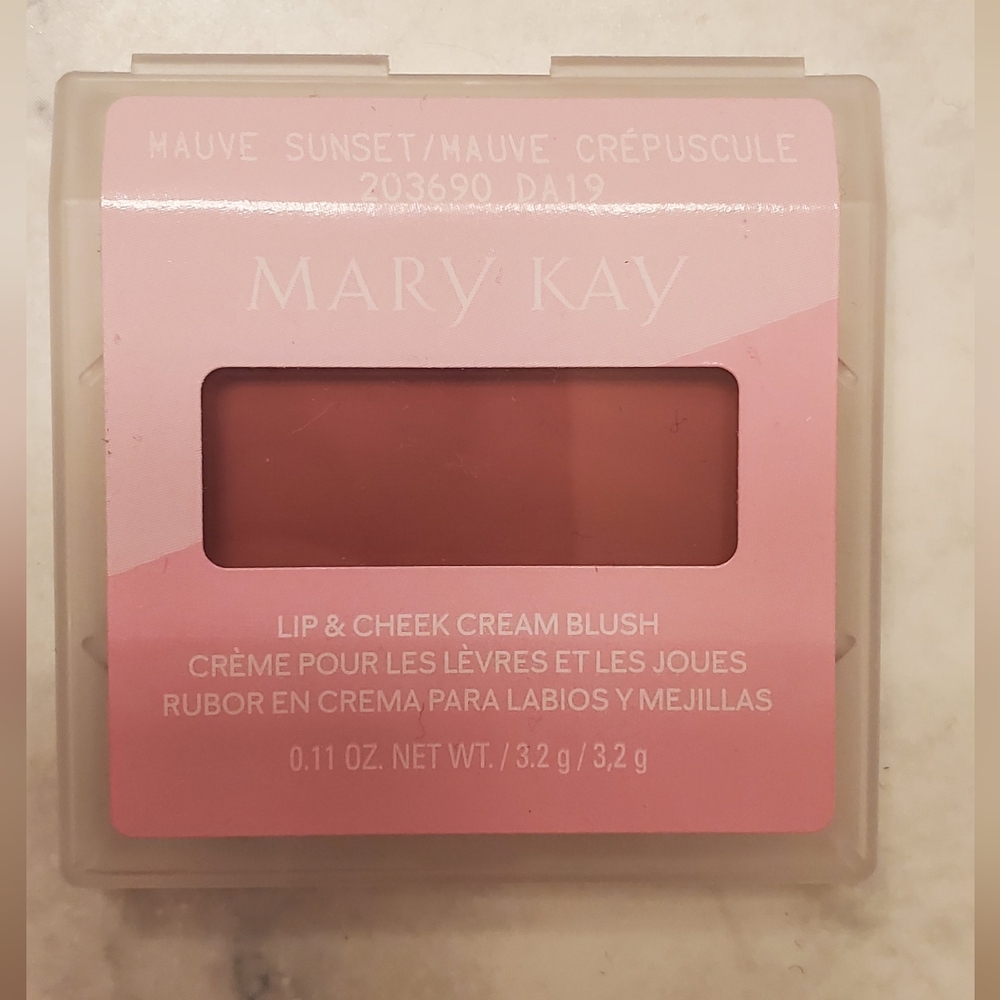 MAUVE SUNSET/MAUVE CRÉPUSCULE
203690 DA19
MARY KAY
LIP & CHEEK CREAM BLUSH
CRÈME POUR LES LÈVRES ET LES JOUES
RUBOR EN CREMA PARA LABIOS Y MEJILLAS
0.11 OZ. NET WT. / 3.2 g / 3,2 g